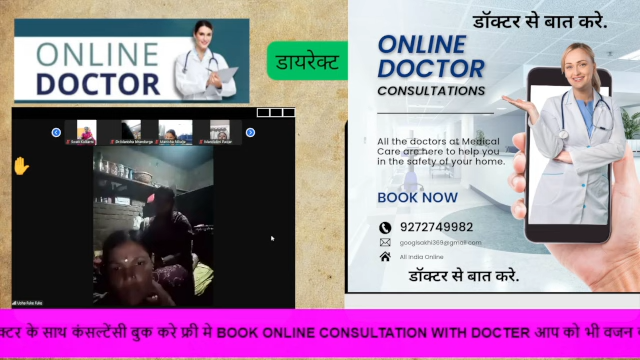 ONLINE
DOCTOR
डायरेक्ट
डॉक्टर से बात करे.
ONLINE
DOCTOR
CONSULTATIONS
All the doctors at Medical
Care are here to help you
in the safety of your home.
BOOK NOW
9272749982
googlsakhi369@gmail.com
All India Online
डॉक्टर से बात करे.
क्टर के साथ कंसल्टेंसी बुक करे फ्री मे BOOK ONLINE CONSULTATION WITH DOCTER आप को भी वजन